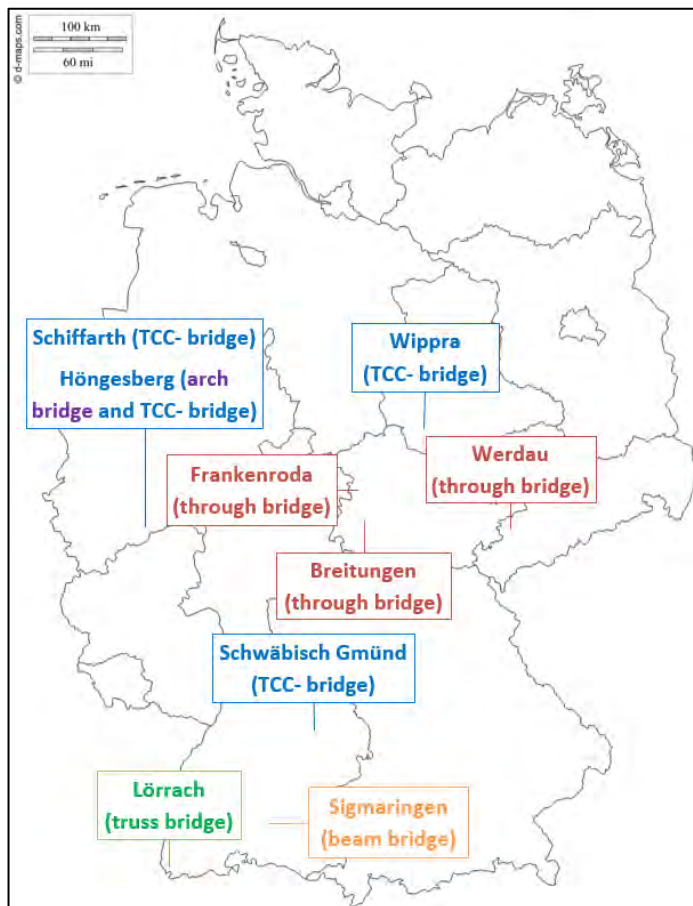 100 km
60 mi
© d-maps.com
Schiffarth (TCC- bridge)
Höngesberg (arch
bridge and TCC- bridge)
Wippra
(TCC- bridge)
Frankenroda
(through bridge)
Werdau
(through bridge)
Breitungen
(through bridge)
Schwäbisch Gmünd
(TCC- bridge)
Lörrach
(truss bridge)
Sigmaringen
(beam bridge)